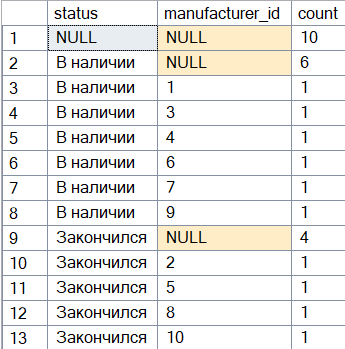 status manufacturer_id count
1 NULL NULL 10
2 В наличии NULL 6
3 В наличии 1 1
4 В наличии 3 1
5 В наличии 4 1
6 В наличии 6 1
7 В наличии 7 1
8 В наличии 9 1
9 Закончился NULL 4
10 Закончился 2 1
11 Закончился 5 1
12 Закончился 8 1
13 Закончился 10 1